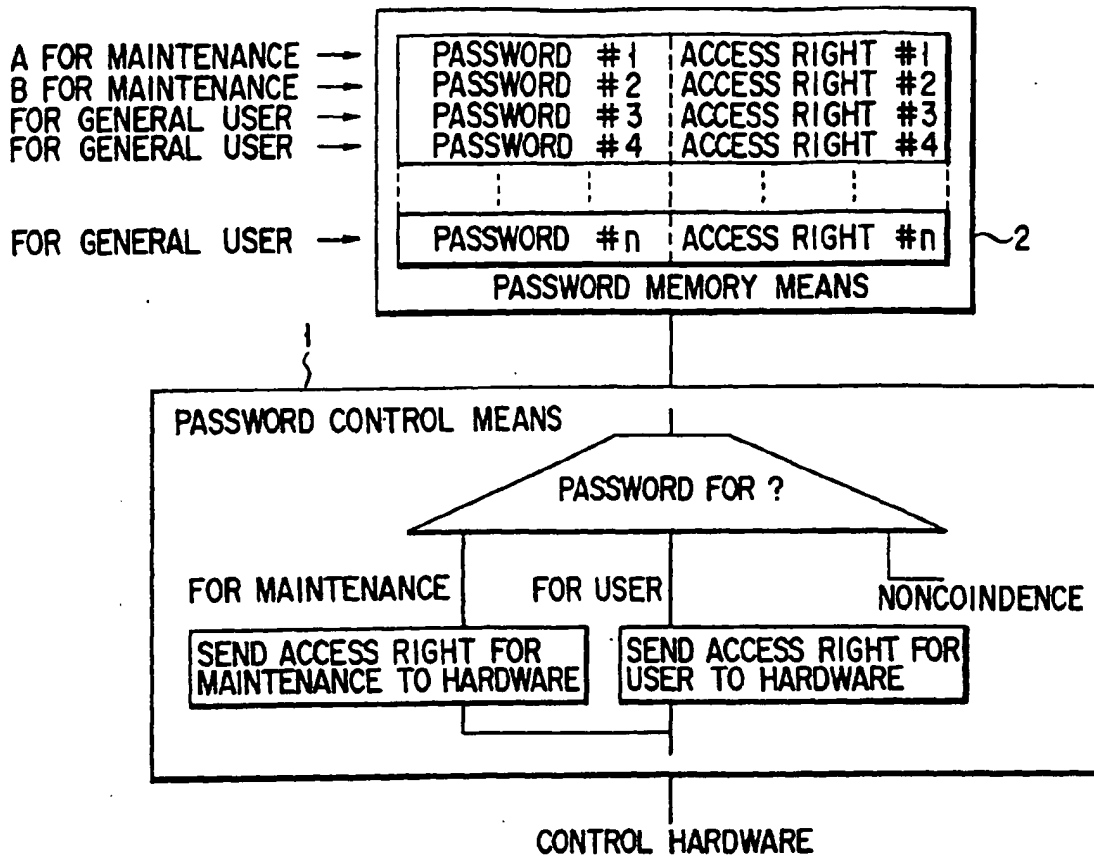 A FOR MAINTENANCE → PASSWORD #1 ACCESS RIGHT #1
B FOR MAINTENANCE → PASSWORD #2 ACCESS RIGHT #2
FOR GENERAL USER → PASSWORD #3 ACCESS RIGHT #3
FOR GENERAL USER → PASSWORD #4 ACCESS RIGHT #4
FOR GENERAL USER → PASSWORD #n ACCESS RIGHT #n
2
PASSWORD MEMORY MEANS
1
PASSWORD CONTROL MEANS
PASSWORD FOR ?
FOR MAINTENANCE
FOR USER
NONCOINDENCE
SEND ACCESS RIGHT FOR
MAINTENANCE TO HARDWARE
SEND ACCESS RIGHT FOR
USER TO HARDWARE
CONTROL HARDWARE